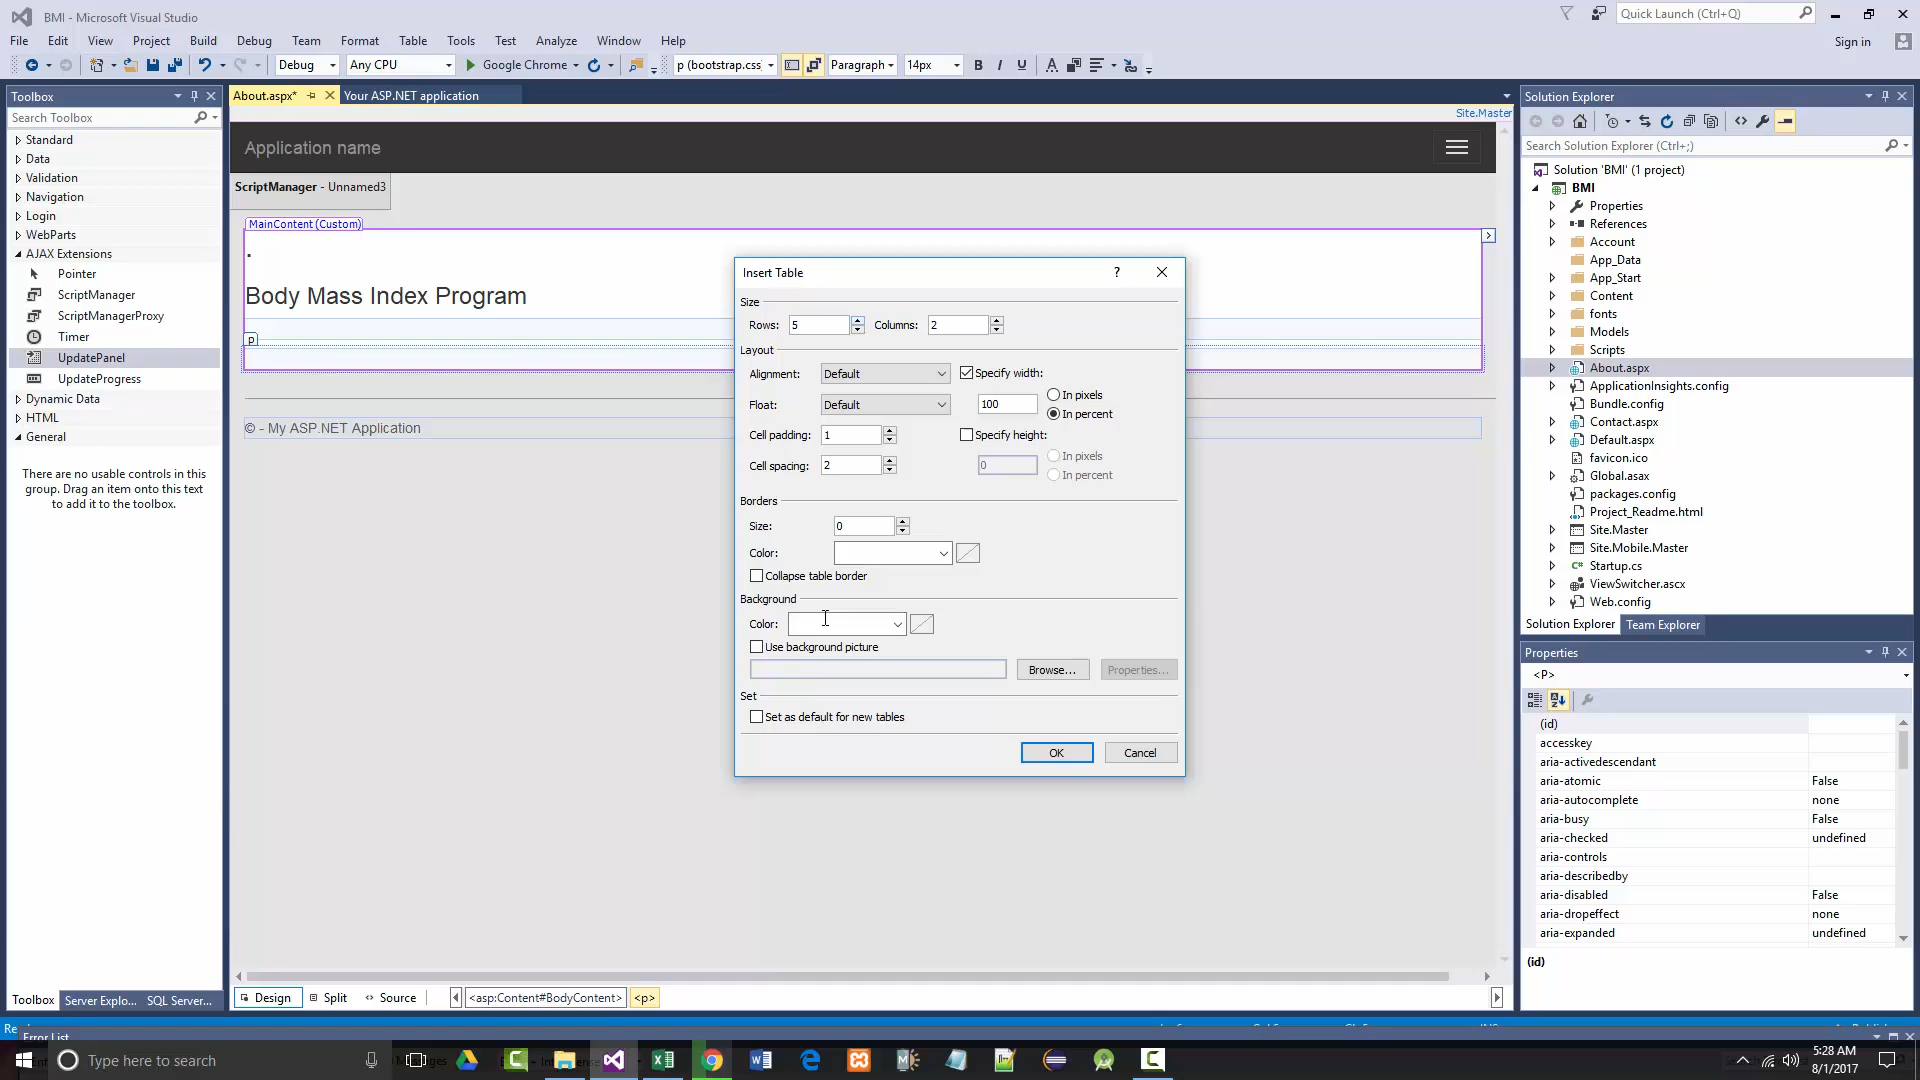 BMI - Microsoft Visual Studio
Quick Launch (Ctrl+Q)
File Edit View Project Build Debug Team Format Table Tools Test Analyze Window Help
Sign in
Debug Any CPU Google Chrome p (bootstrap.css Paragraph 14px B I U A
Toolbox
Search Toolbox
Standard
Data
Validation
Navigation
Login
WebParts
AJAX Extensions
Pointer
ScriptManager
ScriptManagerProxy
Timer
UpdatePanel
UpdateProgress
Dynamic Data
HTML
General
There are no usable controls in this
group. Drag an item onto this text
to add it to the toolbox.
Toolbox Server Explo... SQL Server...
About.aspx* Your ASP.NET application
Site.Master
Application name
ScriptManager - Unnamed3
MainContent (Custom)
.
Body Mass Index Program
p
© - My ASP.NET Application
Insert Table ?
Size
Rows: 5 Columns: 2
Layout
Alignment: Default Specify width:
Float: Default 100 In pixels
In percent
Cell padding: 1 Specify height:
Cell spacing: 2 0 In pixels
In percent
Borders
Size: 0
Color:
Collapse table border
Background
Color:
Use background picture
Browse... Properties...
Set
Set as default for new tables
OK Cancel
Design Split Source <asp:Content#BodyContent> <p>
Solution Explorer
Search Solution Explorer (Ctrl+;)
Solution 'BMI' (1 project)
BMI
Properties
References
Account
App_Data
App_Start
Content
fonts
Models
Scripts
About.aspx
ApplicationInsights.config
Bundle.config
Contact.aspx
Default.aspx
favicon.ico
Global.asax
packages.config
Project_Readme.html
Site.Master
Site.Mobile.Master
Startup.cs
ViewSwitcher.ascx
Web.config
Solution Explorer Team Explorer
Properties
<P>
(id)
accesskey
aria-activedescendant
aria-atomic False
aria-autocomplete none
aria-busy False
aria-checked undefined
aria-controls
aria-describedby
aria-disabled False
aria-dropeffect none
aria-expanded undefined
(id)
Error List
Type here to search
5:28 AM
8/1/2017